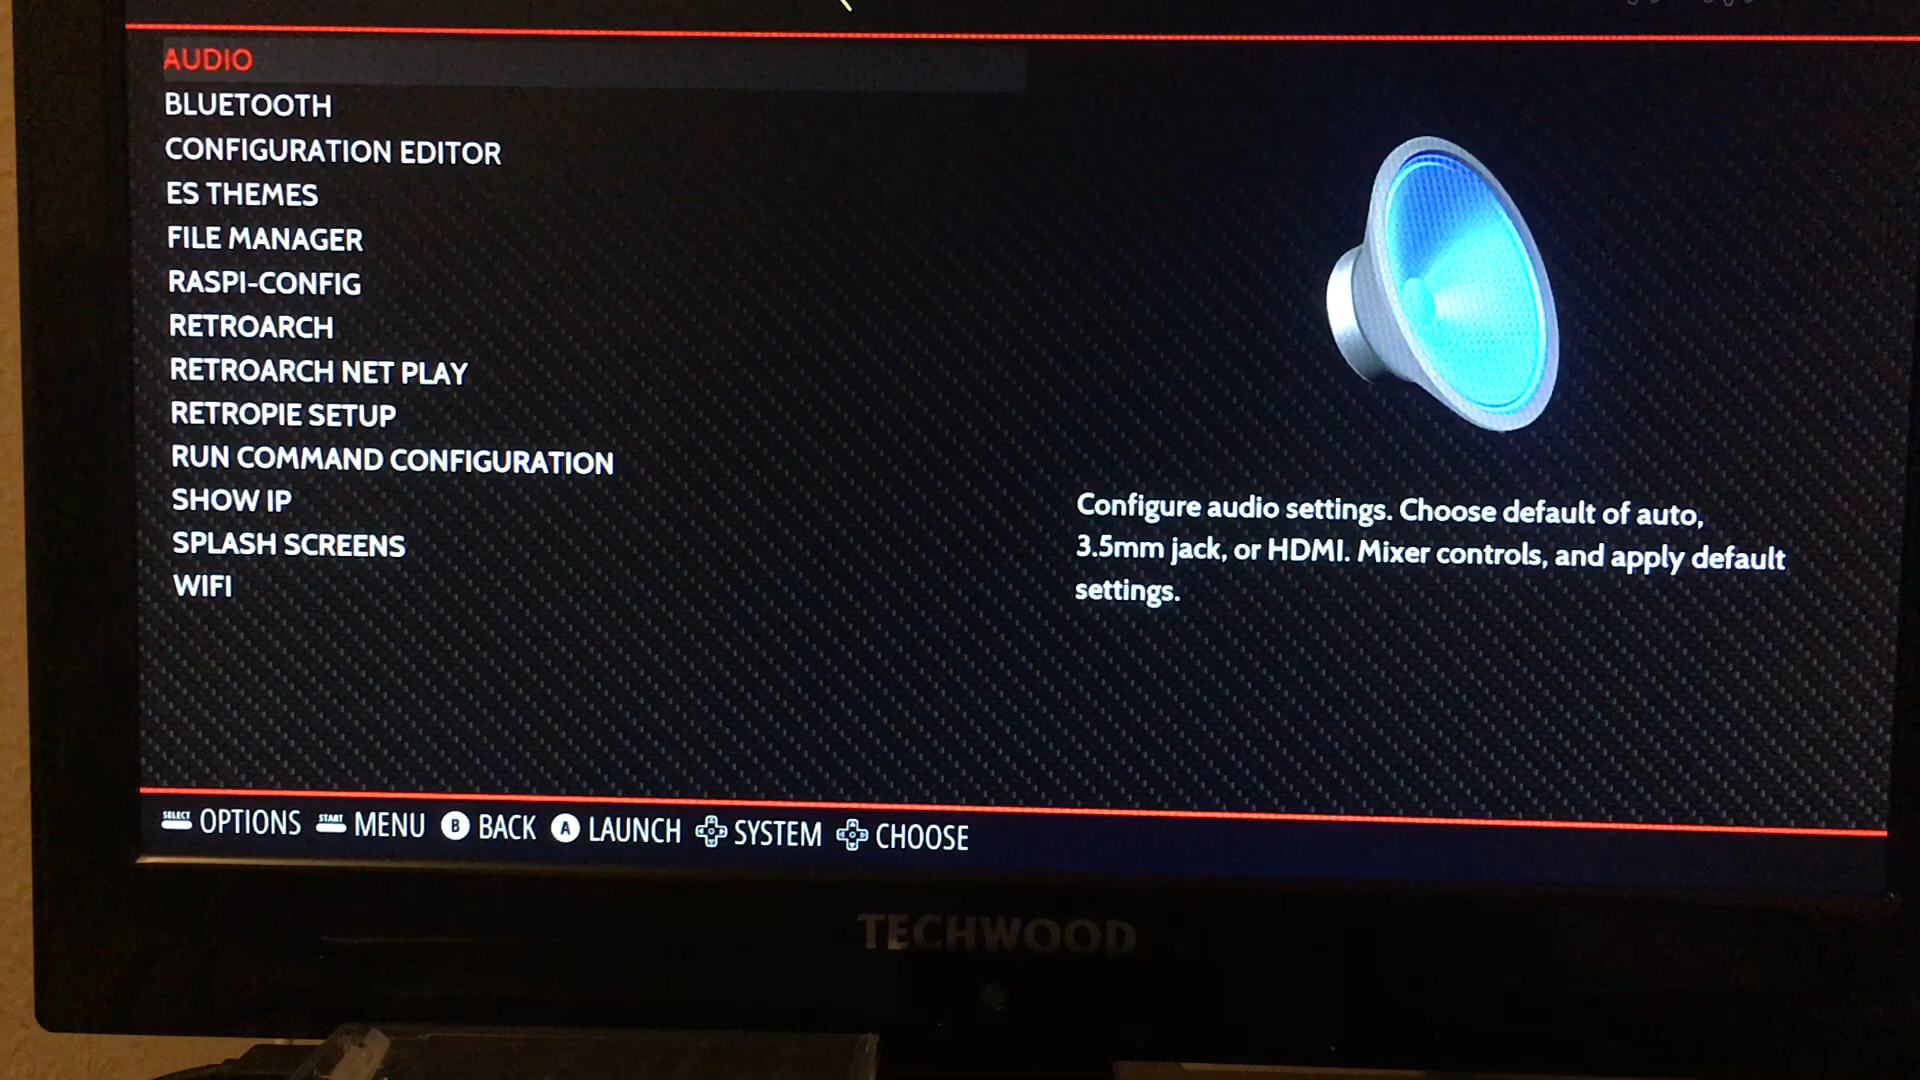 AUDIO
BLUETOOTH
CONFIGURATION EDITOR
ES THEMES
FILE MANAGER
RASPI-CONFIG
RETROARCH
RETROARCH NET PLAY
RETROPIE SETUP
RUN COMMAND CONFIGURATION
SHOW IP
SPLASH SCREENS
WIFI
Configure audio settings. Choose default of auto,
3.5mm jack, or HDMI. Mixer controls, and apply default
settings.
SELECT OPTIONS START MENU B BACK A LAUNCH SYSTEM CHOOSE
TECHWOOD